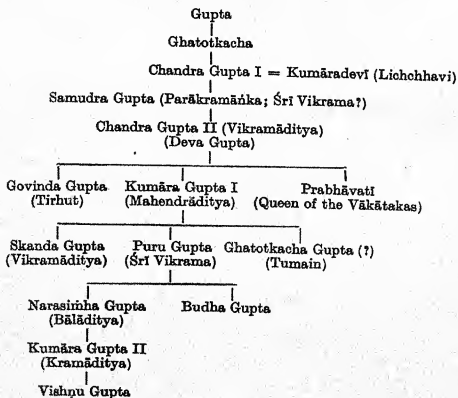 Gupta
Ghatotkacha
Chandra Gupta I = Kumāradevī (Lichchhavi)
Samudra Gupta (Parākramāṅka; Śrī Vikrama?)
Chandra Gupta II (Vikramāditya)
(Deva Gupta)
Govinda Gupta Kumāra Gupta I Prabhāvatī
(Tirhut) (Mahendrāditya) (Queen of the Vākāṭakas)
Skanda Gupta Puru Gupta Ghatotkacha Gupta (?)
(Vikramāditya) (Śrī Vikrama) (Tumain)
Narasiṁha Gupta Budha Gupta
(Bālāditya)
Kumāra Gupta II
(Kramāditya)
Vishṇu Gupta